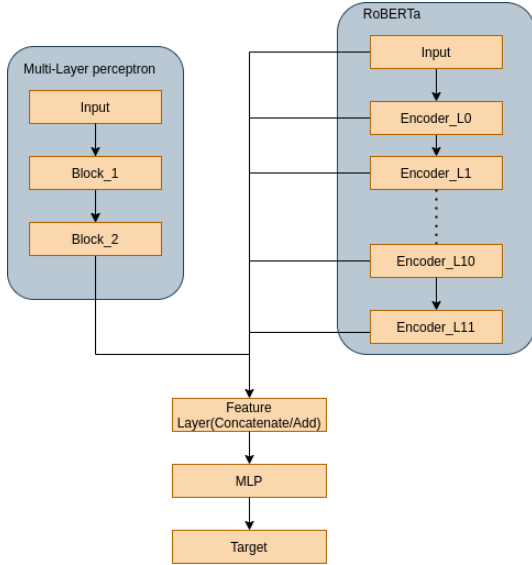 RoBERTa
Input
Encoder_L0
Encoder_L1
Encoder_L10
Encoder_L11
Multi-Layer perceptron
Input
Block_1
Block_2
Feature
Layer(Concatenate/Add)
MLP
Target